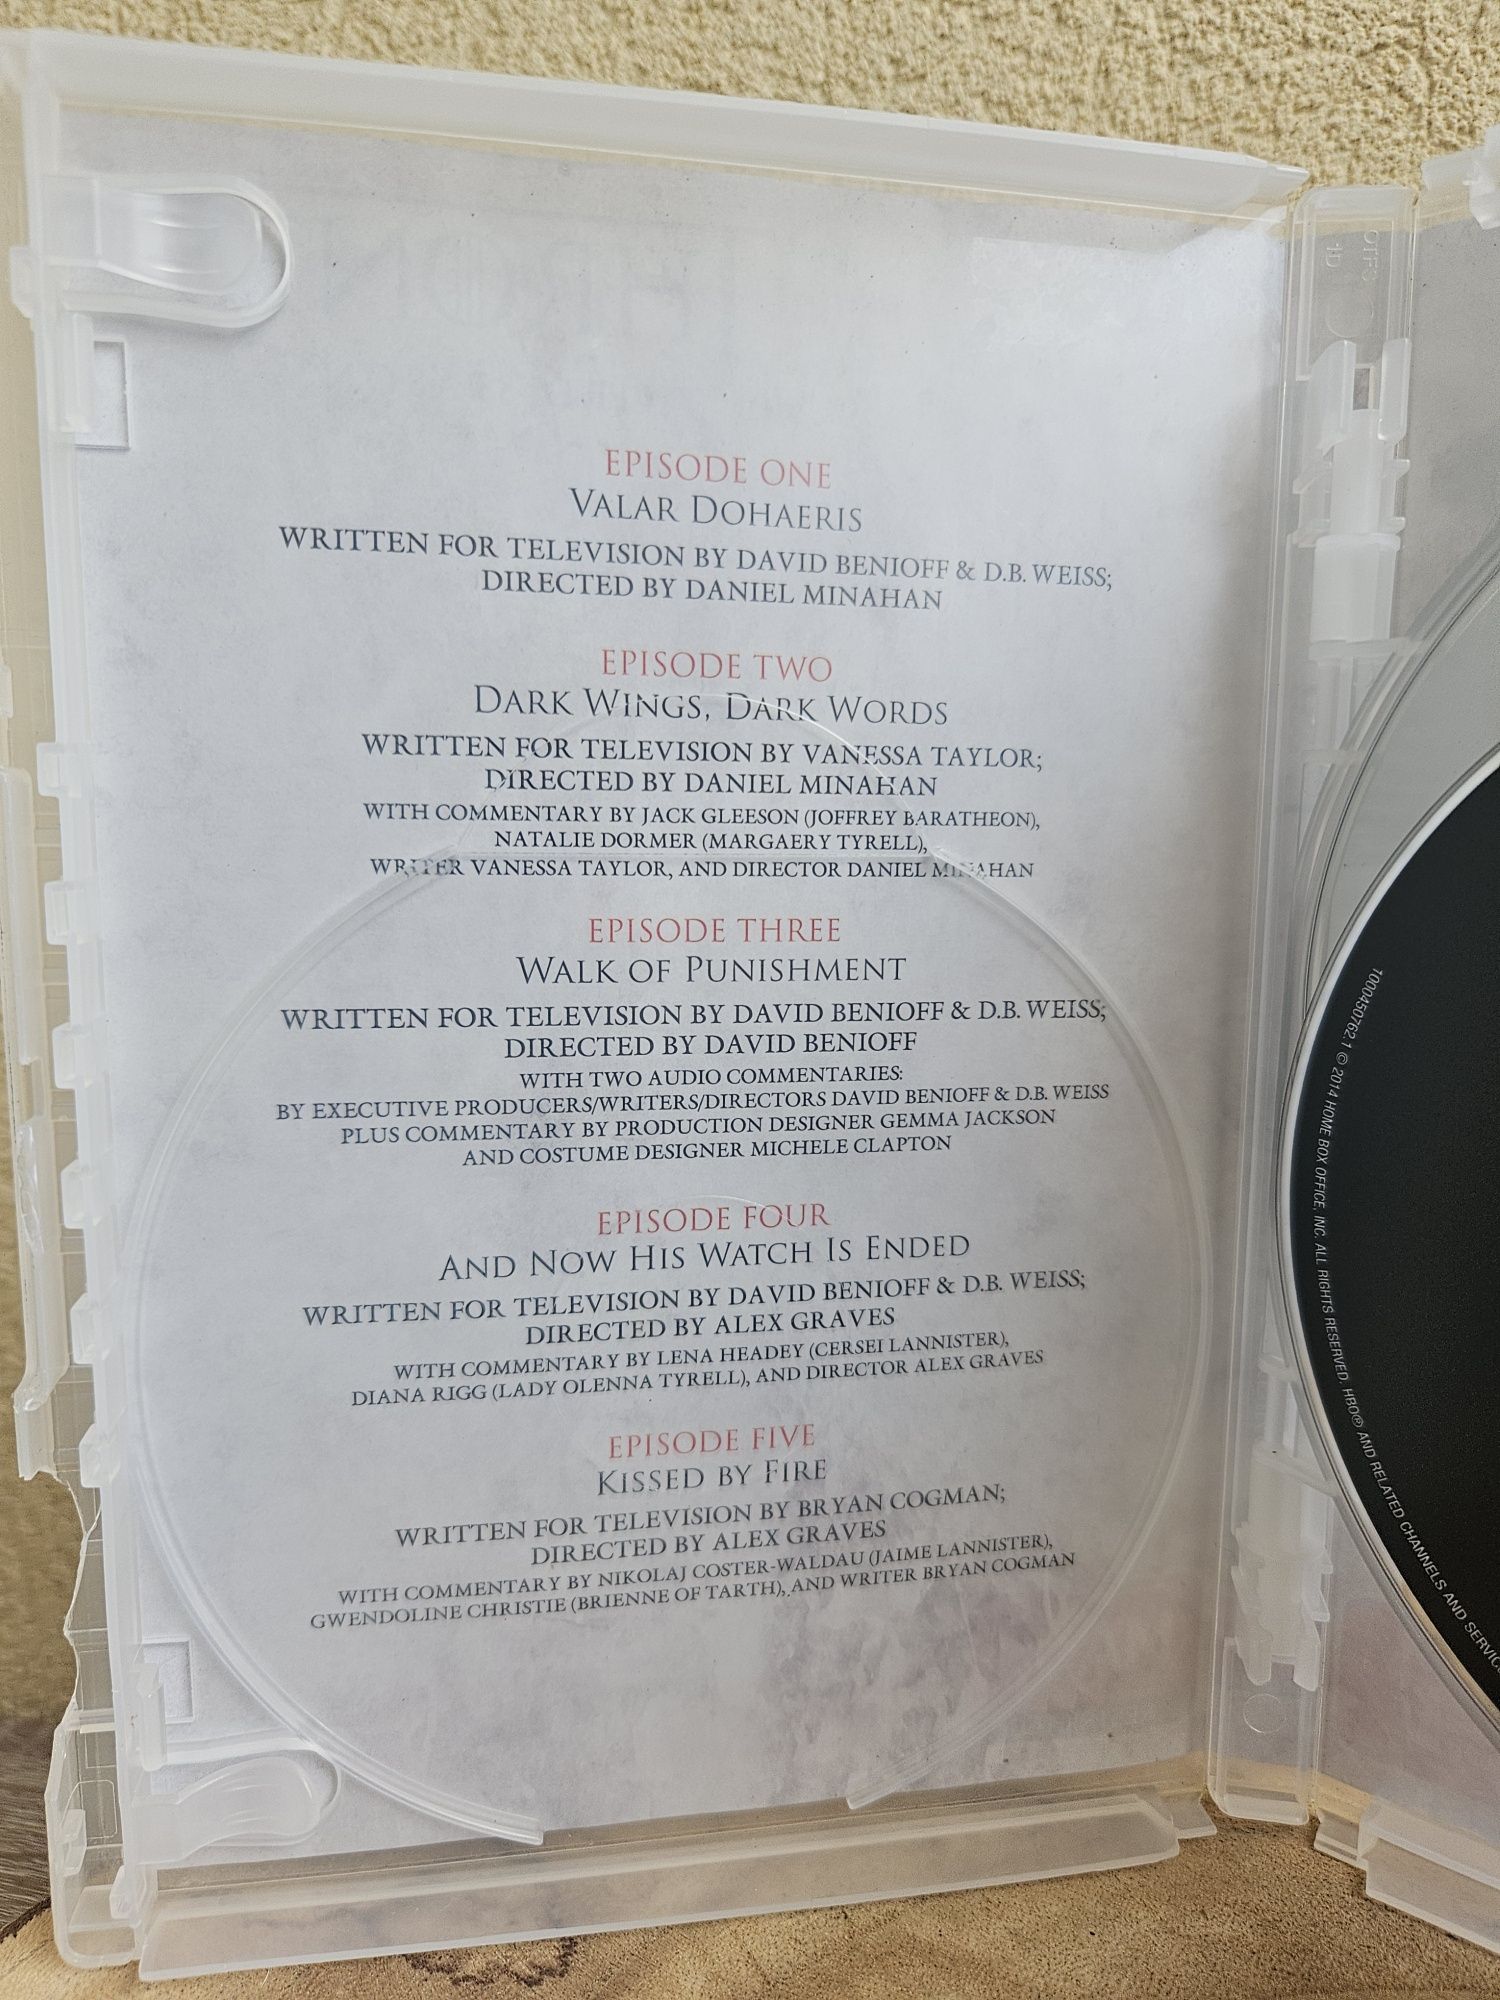 EPISODE ONE
VALAR DOHAERIS
WRITTEN FOR TELEVISION BY DAVID BENIOFF & D.B. WEISS;
DIRECTED BY DANIEL MINAHAN
EPISODE TWO
DARK WINGS, DARK WORDS
WRITTEN FOR TELEVISION BY VANESSA TAYLOR;
DIRECTED BY DANIEL MINAHAN
WITH COMMENTARY BY JACK GLEESON (JOFFREY BARATHEON),
NATALIE DORMER (MARGAERY TYRELL),
WRITER VANESSA TAYLOR, AND DIRECTOR DANIEL MINAHAN
EPISODE THREE
WALK OF PUNISHMENT
WRITTEN FOR TELEVISION BY DAVID BENIOFF & D.B. WEISS;
DIRECTED BY DAVID BENIOFF
WITH TWO AUDIO COMMENTARIES:
BY EXECUTIVE PRODUCERS/WRITERS/DIRECTORS DAVID BENIOFF & D.B. WEISS
PLUS COMMENTARY BY PRODUCTION DESIGNER GEMMA JACKSON
AND COSTUME DESIGNER MICHELE CLAPTON
EPISODE FOUR
AND NOW HIS WATCH IS ENDED
WRITTEN FOR TELEVISION BY DAVID BENIOFF & D.B. WEISS;
DIRECTED BY ALEX GRAVES
WITH COMMENTARY BY LENA HEADEY (CERSEI LANNISTER),
DIANA RIGG (LADY OLENNA TYRELL), AND DIRECTOR ALEX GRAVES
EPISODE FIVE
KISSED BY FIRE
WRITTEN FOR TELEVISION BY BRYAN COGMAN;
DIRECTED BY ALEX GRAVES
WITH COMMENTARY BY NIKOLAJ COSTER-WALDAU (JAIME LANNISTER),
GWENDOLINE CHRISTIE (BRIENNE OF TARTH), AND WRITER BRYAN COGMAN
1000450762.1 © 2014 HOME BOX OFFICE, INC. ALL RIGHTS RESERVED. HBO® AND RELATED CHANNELS AND